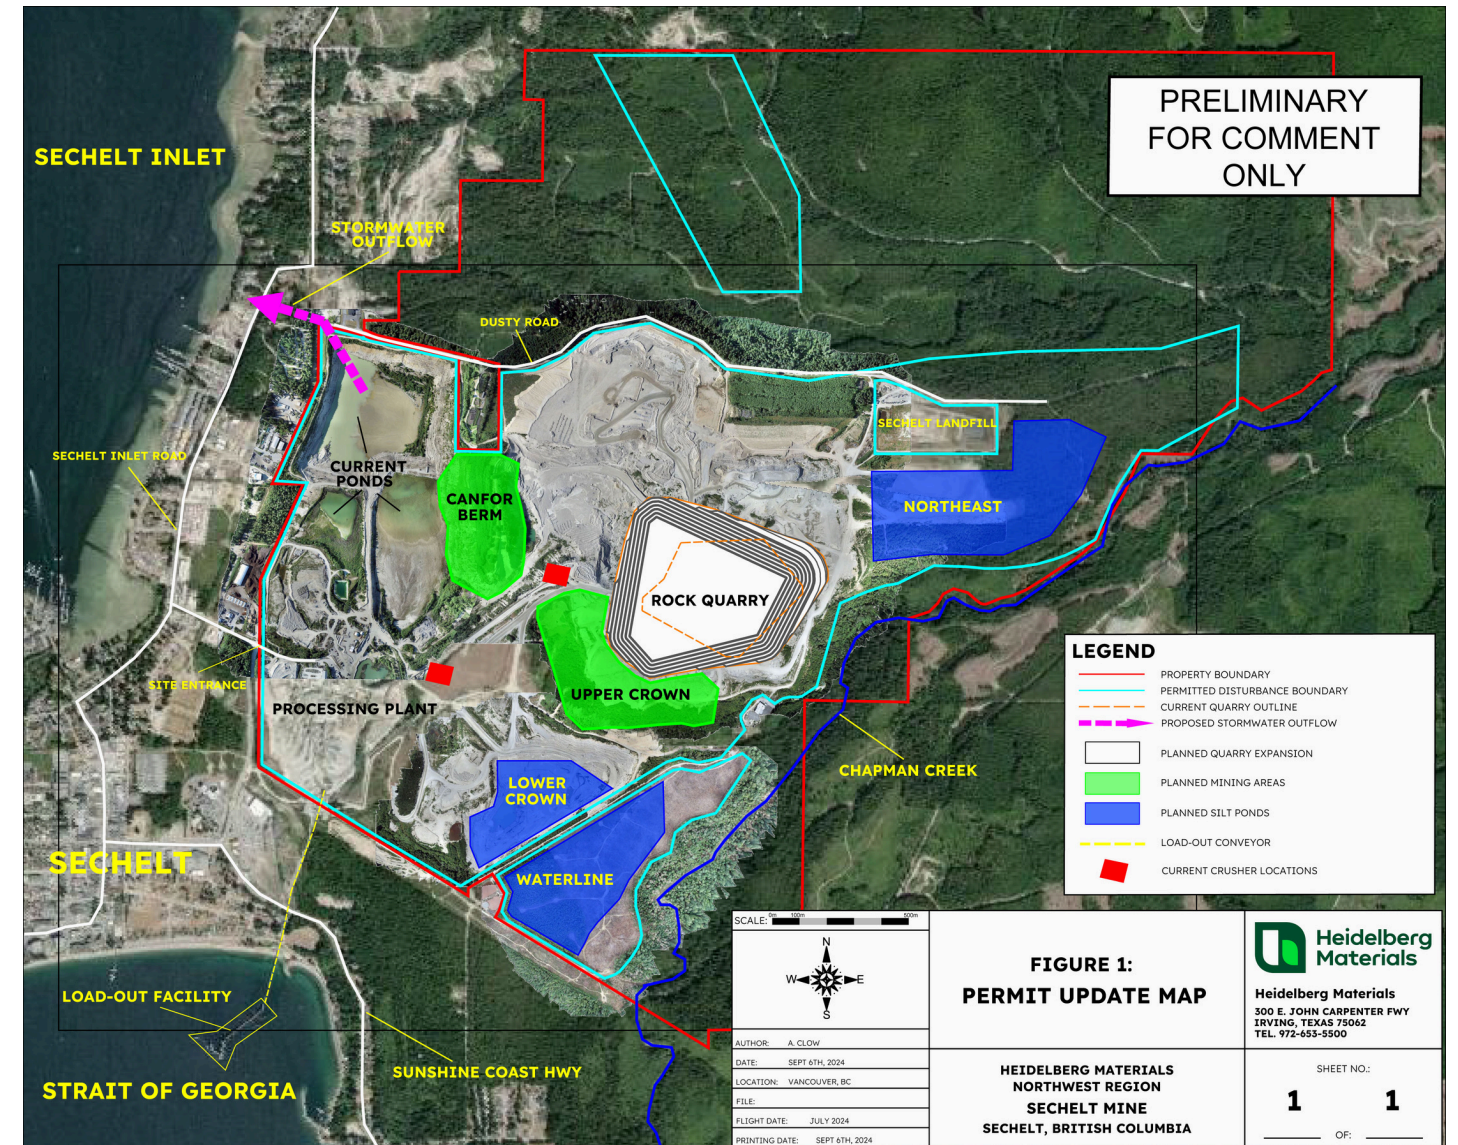 PRELIMINARY
FOR COMMENT
ONLY
SECHELT INLET
STORMWATER
OUTFLOW
DUSTY ROAD
SECHELT LANDFILL
SECHELT INLET ROAD
CURRENT
PONDS
CANFOR
BERM
NORTHEAST
ROCK QUARRY
SITE ENTRANCE
UPPER CROWN
PROCESSING PLANT
CHAPMAN CREEK
LOWER
CROWN
SECHELT
WATERLINE
LOAD-OUT FACILITY
SUNSHINE COAST HWY
STRAIT OF GEORGIA
LEGEND
PROPERTY BOUNDARY
PERMITTED DISTURBANCE BOUNDARY
CURRENT QUARRY OUTLINE
PROPOSED STORMWATER OUTFLOW
PLANNED QUARRY EXPANSION
PLANNED MINING AREAS
PLANNED SILT PONDS
LOAD-OUT CONVEYOR
CURRENT CRUSHER LOCATIONS
SCALE: 0m 100m 500m
N
W E
S
AUTHOR: A. CLOW
DATE: SEPT 6TH, 2024
LOCATION: VANCOUVER, BC
FILE:
FLIGHT DATE: JULY 2024
PRINTING DATE: SEPT 6TH, 2024
FIGURE 1:
PERMIT UPDATE MAP
HEIDELBERG MATERIALS
NORTHWEST REGION
SECHELT MINE
SECHELT, BRITISH COLUMBIA
Heidelberg
Materials
Heidelberg Materials
300 E. JOHN CARPENTER FWY
IRVING, TEXAS 75062
TEL. 972-653-5500
SHEET NO.:
1 1
OF: